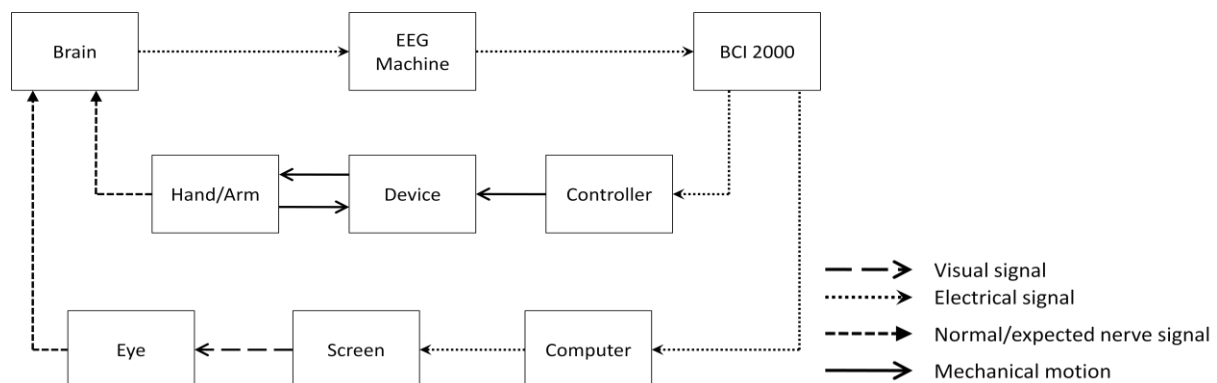 Brain
EEG
Machine
BCI 2000
Hand/Arm
Device
Controller
Eye
Screen
Computer
Visual signal
Electrical signal
Normal/expected nerve signal
Mechanical motion